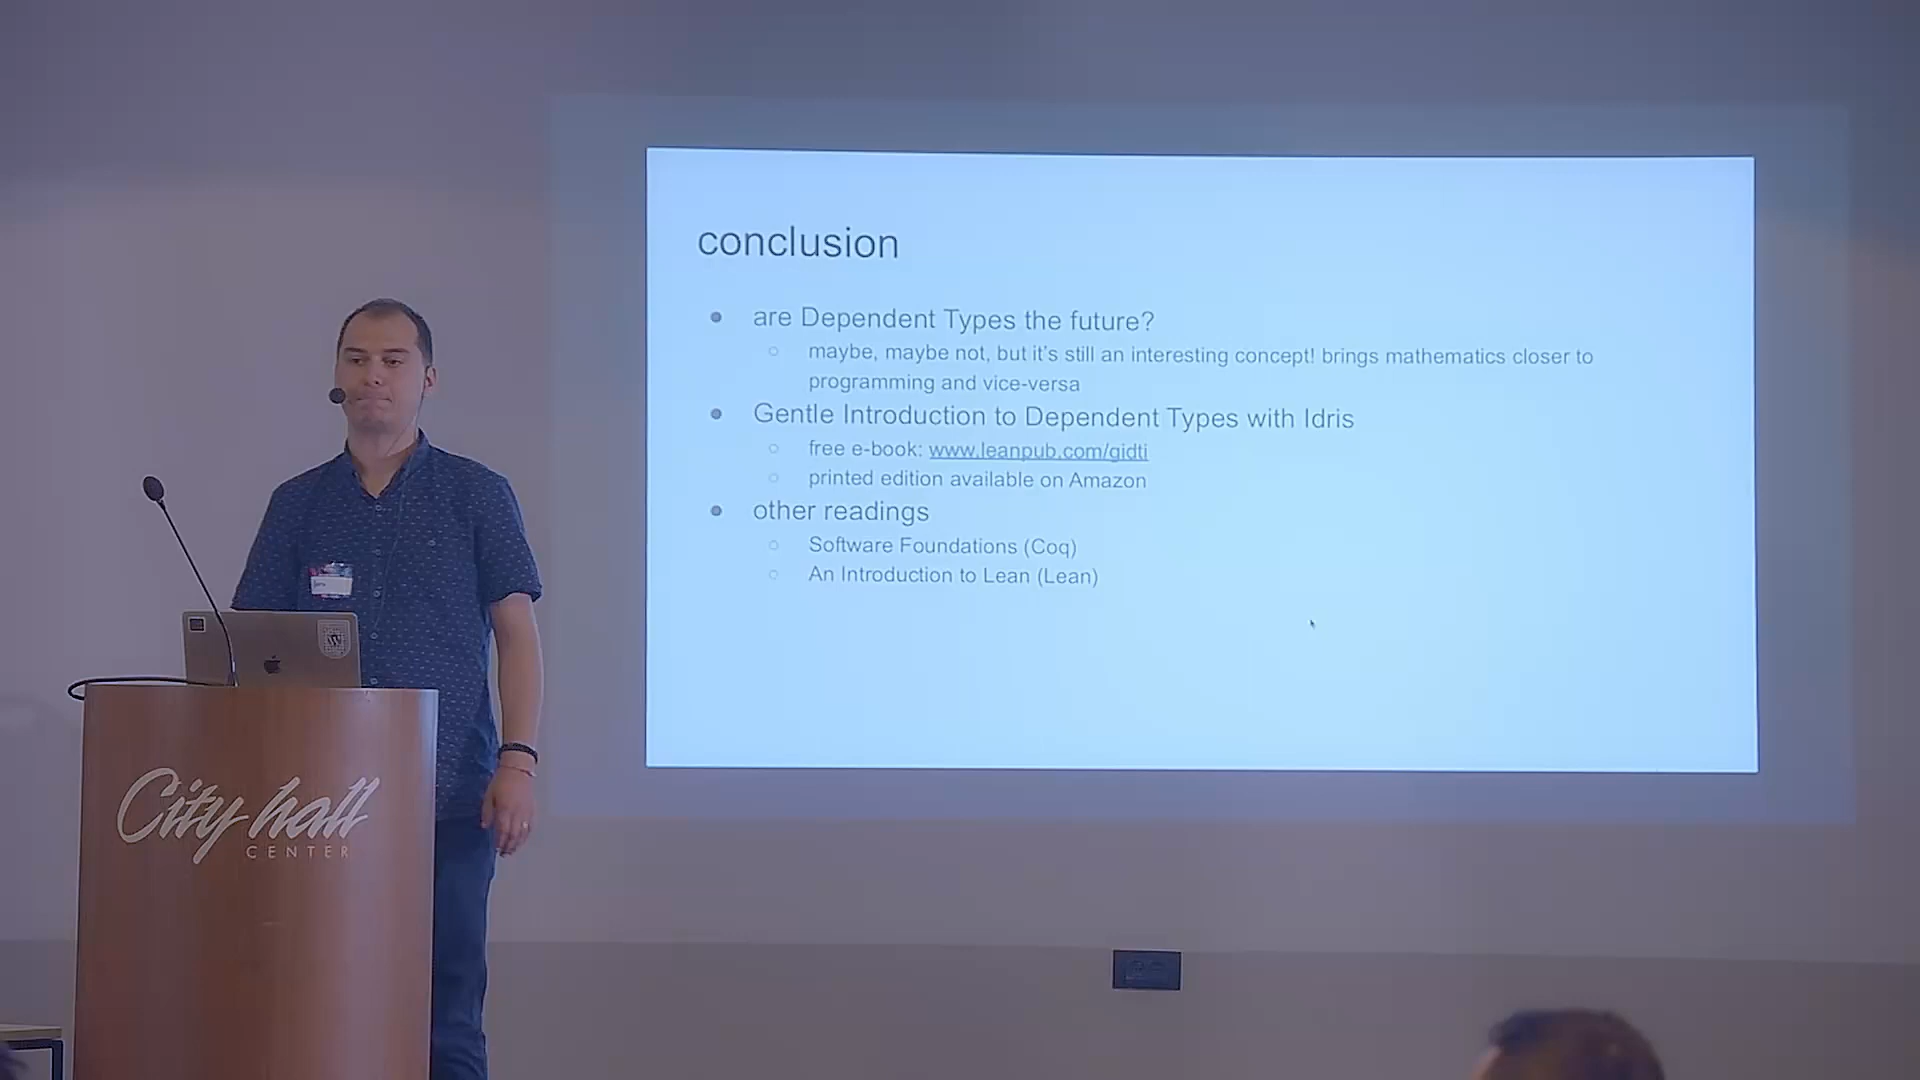 conclusion
are Dependent Types the future?
maybe, maybe not, but it's still an interesting concept! brings mathematics closer to
programming and vice-versa
Gentle Introduction to Dependent Types with Idris
free e-book: www.leanpub.com/gidti
printed edition available on Amazon
other readings
Software Foundations (Coq)
An Introduction to Lean (Lean)
City hall
CENTER